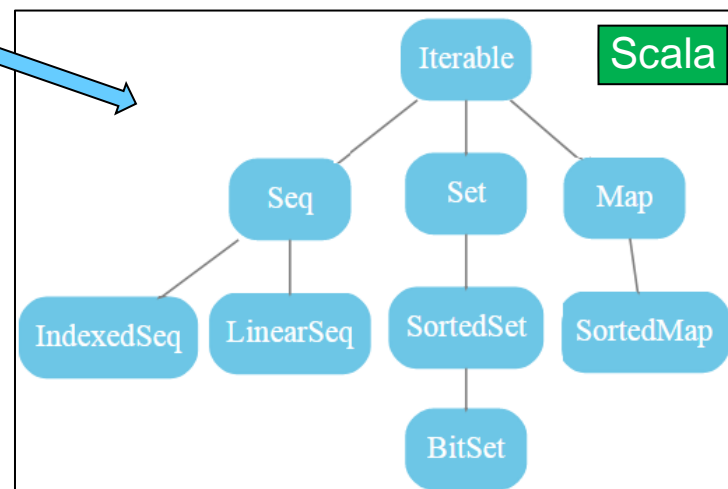 Iterable
Scala
Seq
Set
Map
IndexedSeq
LinearSeq
SortedSet
SortedMap
BitSet